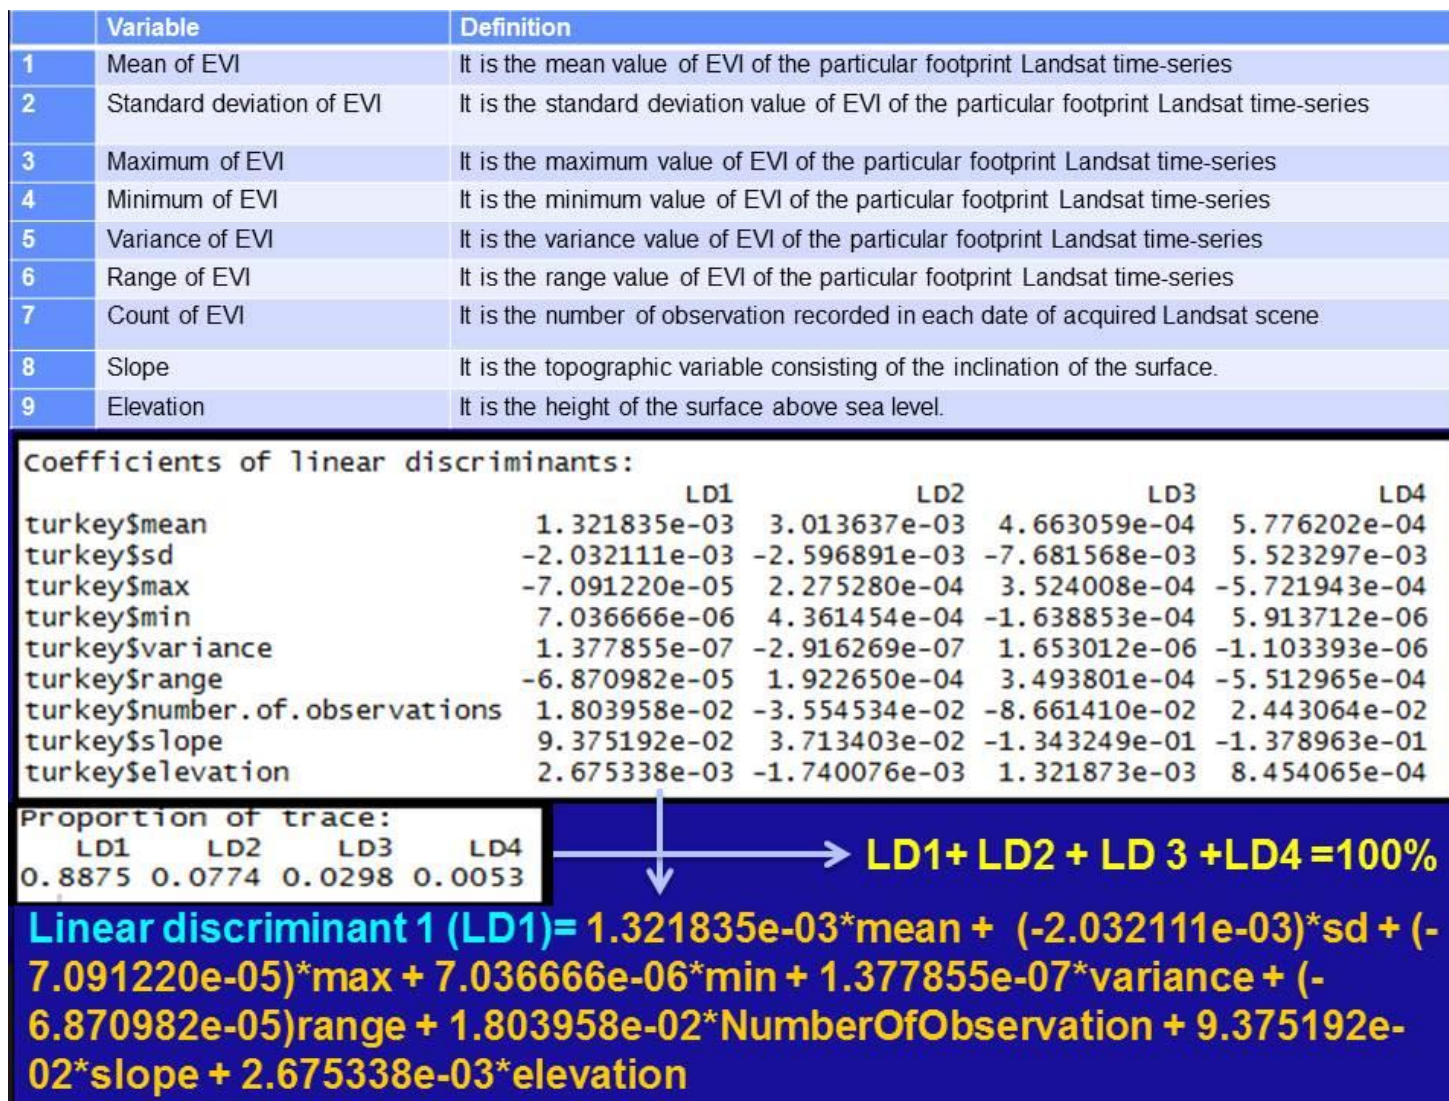 Variable Definition
1 Mean of EVI It is the mean value of EVI of the particular footprint Landsat time-series
2 Standard deviation of EVI It is the standard deviation value of EVI of the particular footprint Landsat time-series
3 Maximum of EVI It is the maximum value of EVI of the particular footprint Landsat time-series
4 Minimum of EVI It is the minimum value of EVI of the particular footprint Landsat time-series
5 Variance of EVI It is the variance value of EVI of the particular footprint Landsat time-series
6 Range of EVI It is the range value of EVI of the particular footprint Landsat time-series
7 Count of EVI It is the number of observation recorded in each date of acquired Landsat scene
8 Slope It is the topographic variable consisting of the inclination of the surface.
9 Elevation It is the height of the surface above sea level.
Coefficients of linear discriminants:
LD1 LD2 LD3 LD4
turkey$mean 1.321835e-03 3.013637e-03 4.663059e-04 5.776202e-04
turkey$sd -2.032111e-03 -2.596891e-03 -7.681568e-03 5.523297e-03
turkey$max -7.091220e-05 2.275280e-04 3.524008e-04 -5.721943e-04
turkey$min 7.036666e-06 4.361454e-04 -1.638853e-04 5.913712e-06
turkey$variance 1.377855e-07 -2.916269e-07 1.653012e-06 -1.103393e-06
turkey$range -6.870982e-05 1.922650e-04 3.493801e-04 -5.512965e-04
turkey$number.of.observations 1.803958e-02 -3.554534e-02 -8.661410e-02 2.443064e-02
turkey$slope 9.375192e-02 3.713403e-02 -1.343249e-01 -1.378963e-01
turkey$elevation 2.675338e-03 -1.740076e-03 1.321873e-03 8.454065e-04
Proportion of trace:
LD1 LD2 LD3 LD4
0.8875 0.0774 0.0298 0.0053
LD1+ LD2 + LD 3 +LD4 =100%
Linear discriminant 1 (LD1)= 1.321835e-03*mean + (-2.032111e-03)*sd + (-
7.091220e-05)*max + 7.036666e-06*min + 1.377855e-07*variance + (-
6.870982e-05)range + 1.803958e-02*NumberOfObservation + 9.375192e-
02*slope + 2.675338e-03*elevation